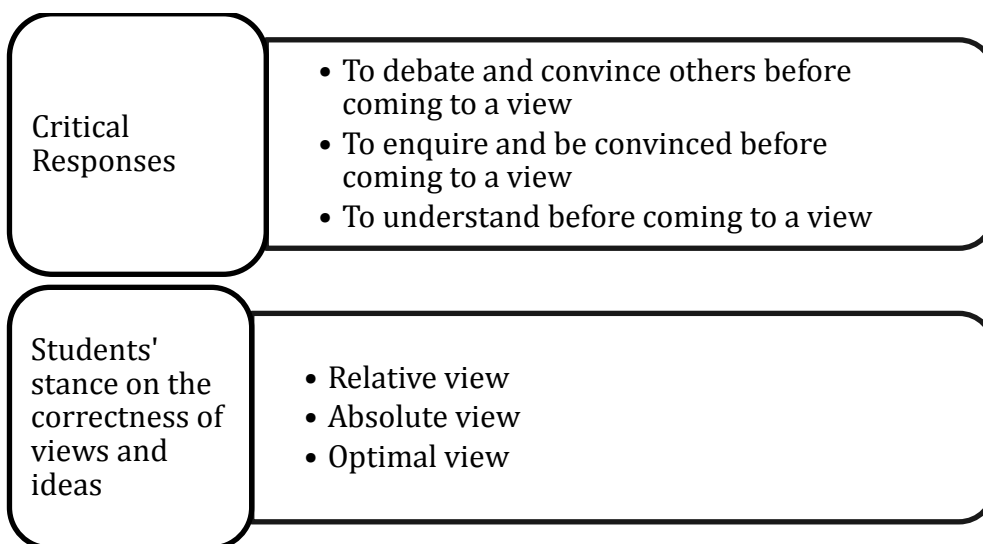 Critical
Responses
• To debate and convince others before
coming to a view
• To enquire and be convinced before
coming to a view
• To understand before coming to a view
Students'
stance on the
correctness of
views and
ideas
• Relative view
• Absolute view
• Optimal view